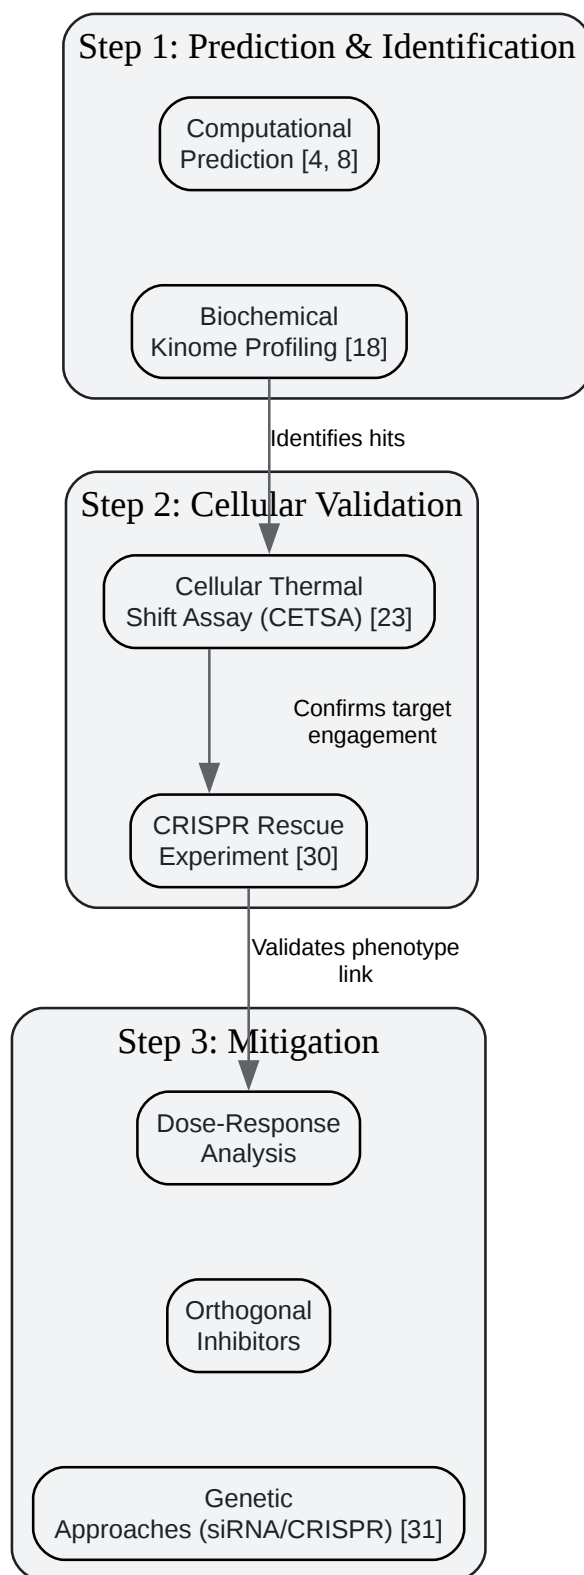 Step 1: Prediction & Identification
Computational
Prediction [4, 8]
Biochemical
Kinome Profiling [18]
Identifies hits
Step 2: Cellular Validation
Cellular Thermal
Shift Assay (CETSA) [23]
Confirms target
engagement
CRISPR Rescue
Experiment [30]
Validates phenotype
link
Step 3: Mitigation
Dose-Response
Analysis
Orthogonal
Inhibitors
Genetic
Approaches (siRNA/CRISPR) [31]